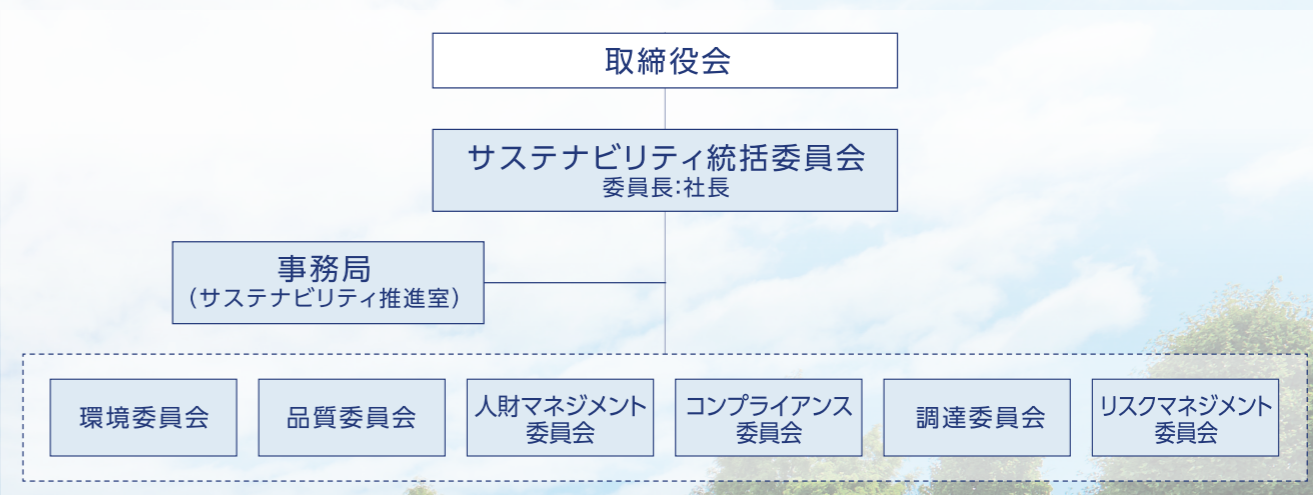 取締役会
サステナビリティ統括委員会
委員長:社長
事務局
(サステナビリティ推進室)
環境委員会
品質委員会
人財マネジメント
委員会
コンプライアンス
委員会
調達委員会
リスクマネジメント
委員会